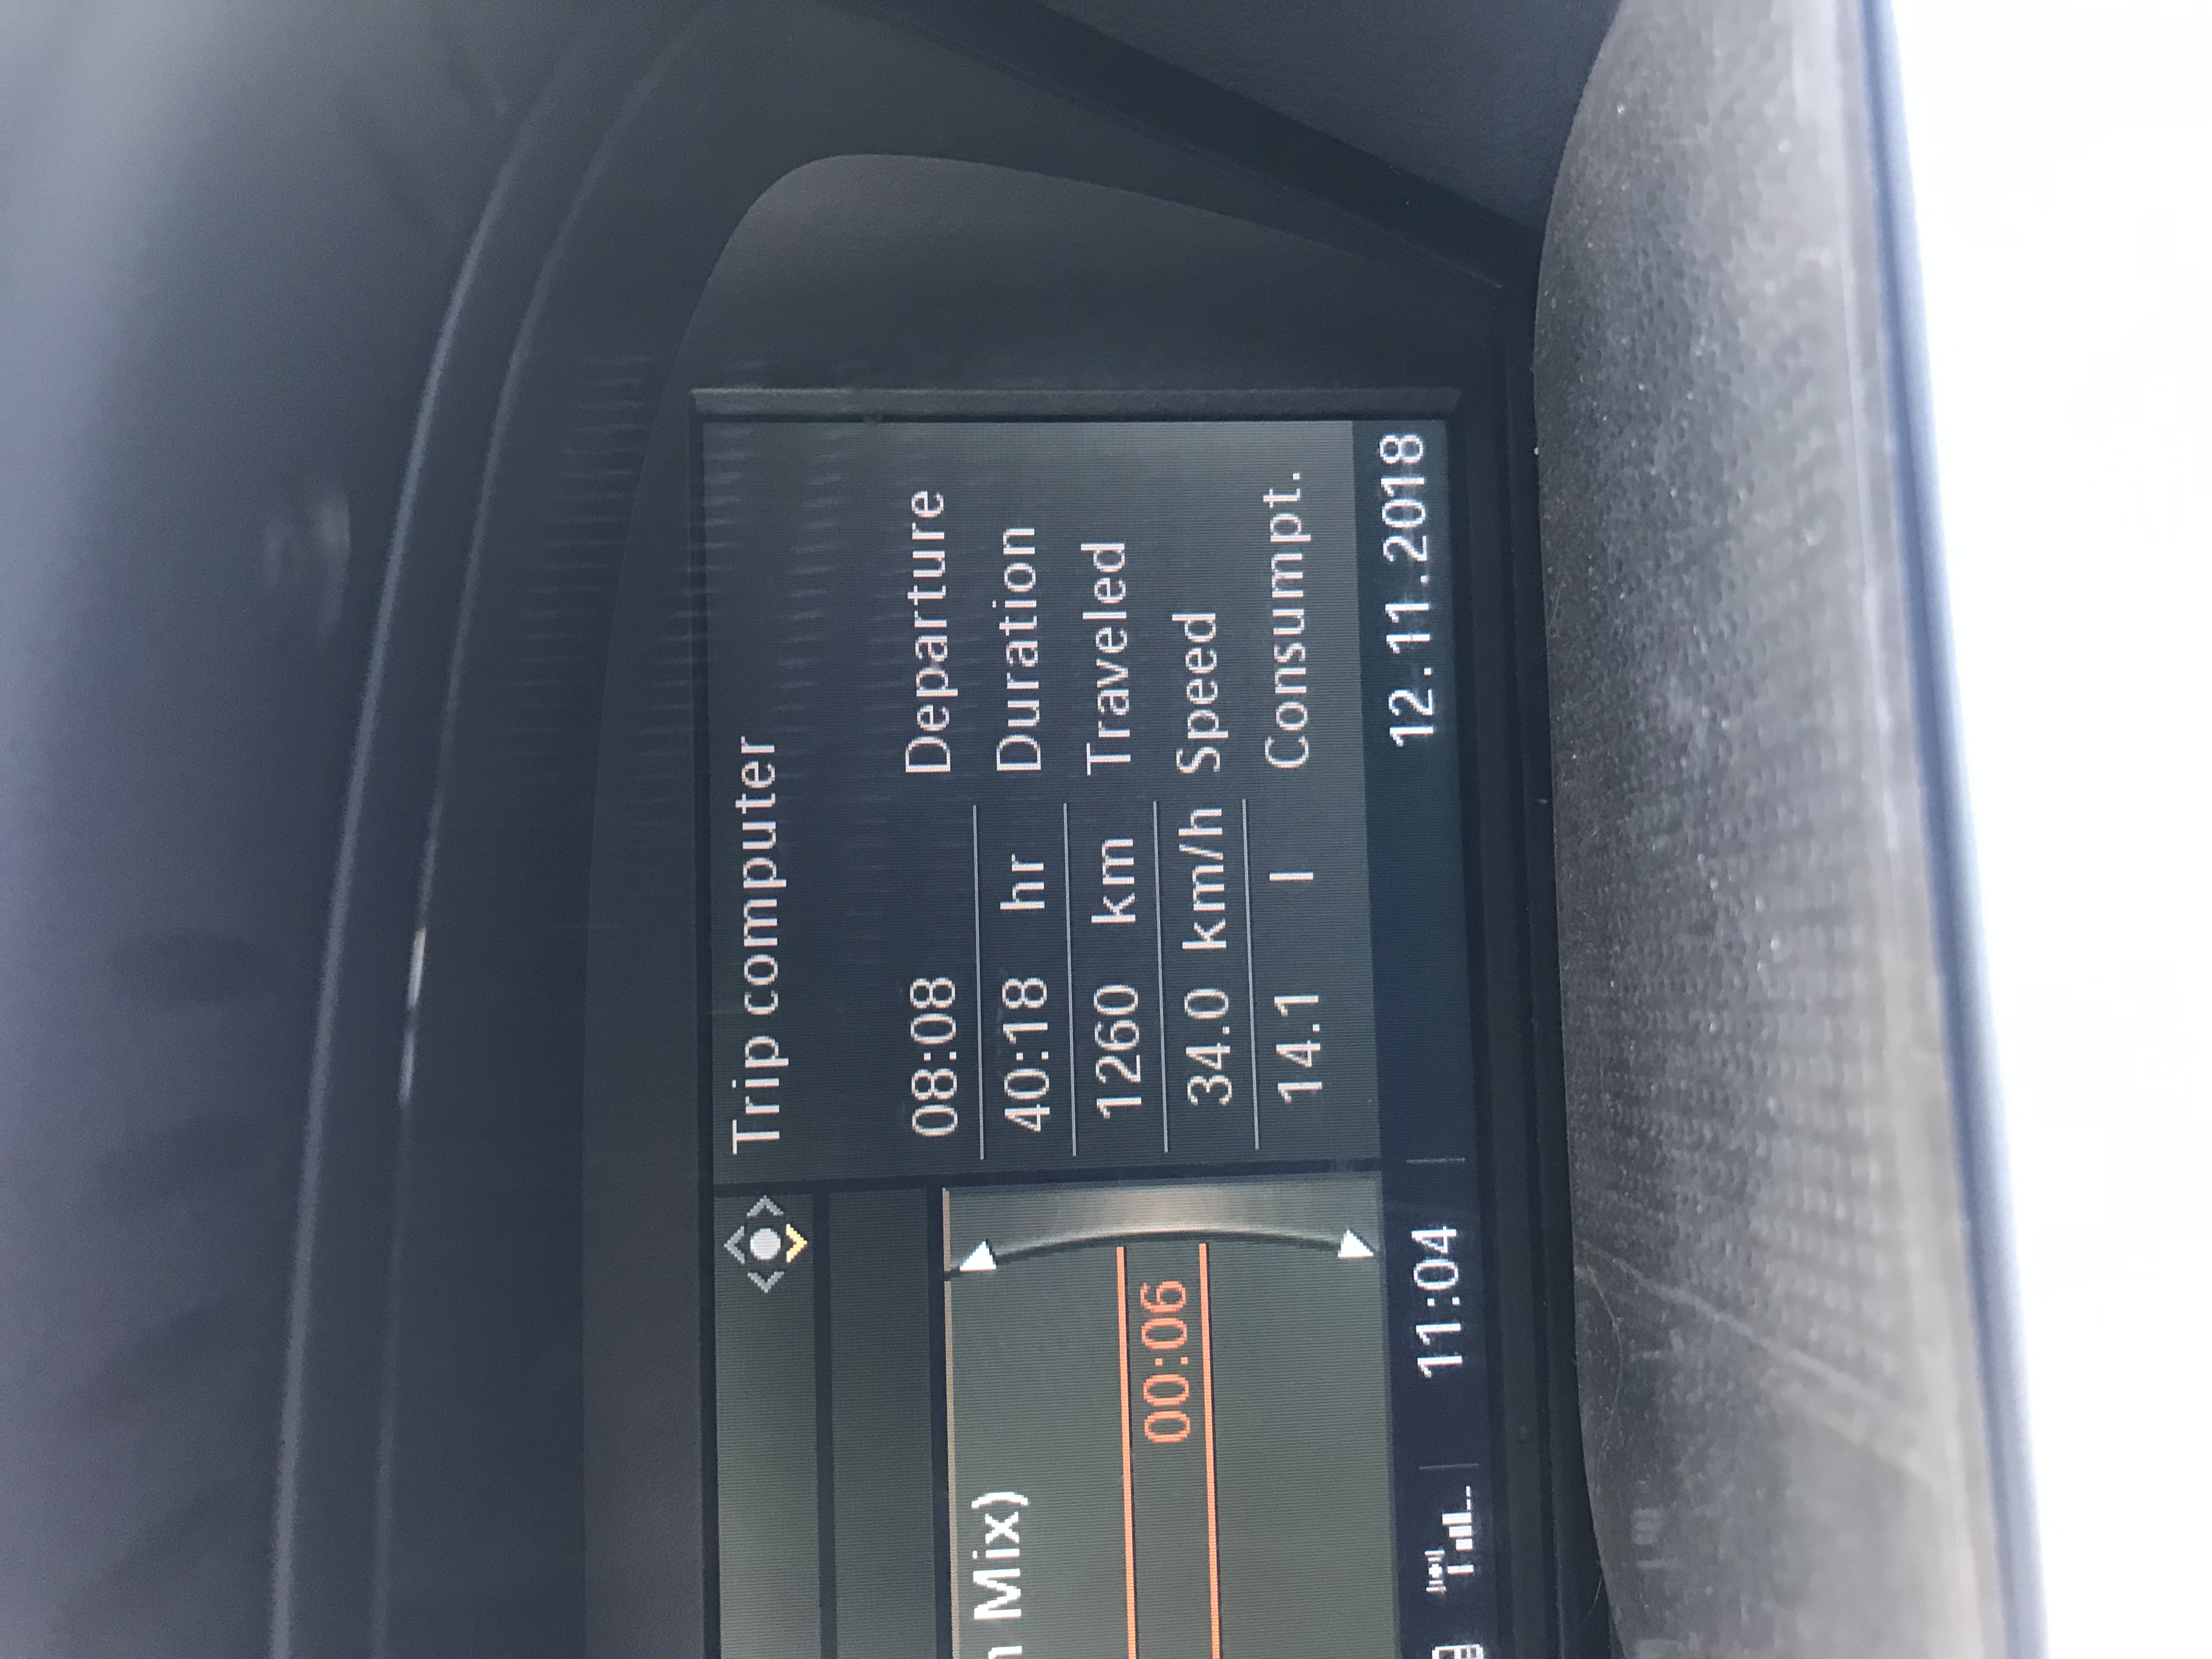 Trip computer
08:08 Departure
40:18 hr Duration
1260 km Traveled
34.0 km/h Speed
14.1 l Consumpt.
Mix)
00:06
11:04
12.11.2018